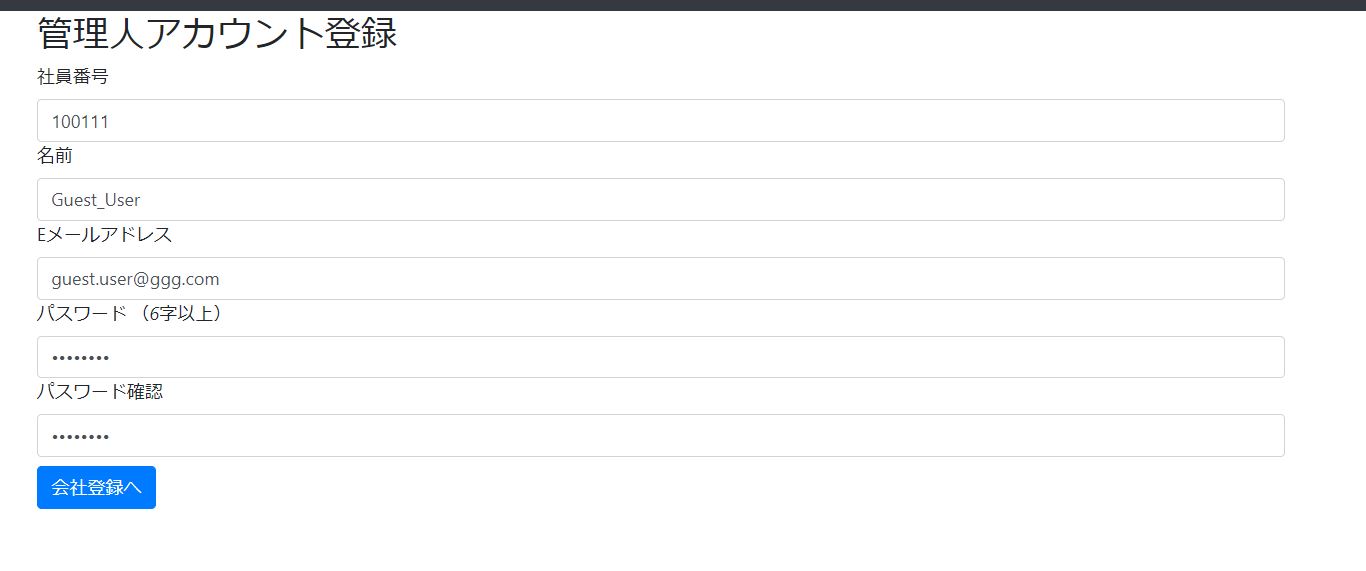 管理人アカウント登録
社員番号
100111
名前
Guest_User
Eメールアドレス
guest.user@ggg.com
パスワード （6字以上）
••••••••
パスワード確認
••••••••
会社登録へ